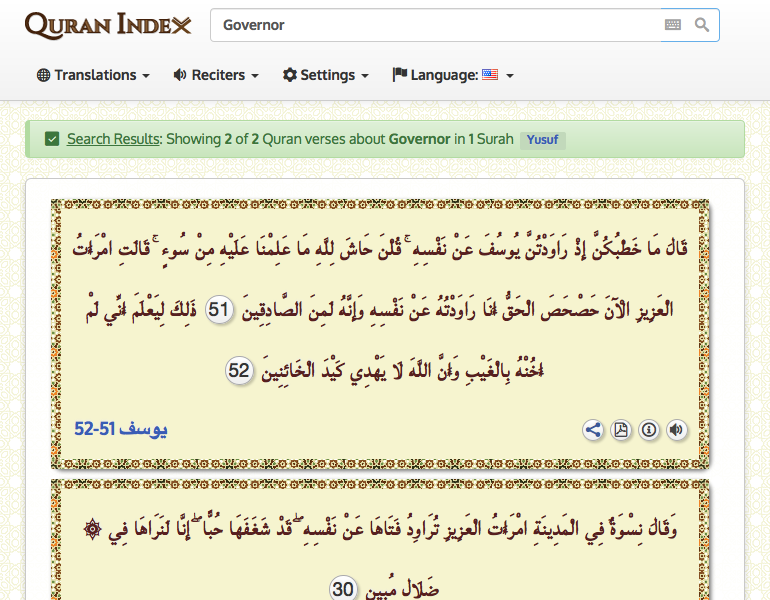 QURAN INDEX
Governor
Translations Reciters Settings Language:
Search Results: Showing 2 of 2 Quran verses about Governor in 1 Surah Yusuf
قَالَ مَا خَطْبُكُنَّ إِذْ رَاوَدْتُنَّ يُوسُفَ عَنْ نَفْسِهِ ۚ قُلْنَ حَاشَ لِلَّهِ مَا عَلِمْنَا عَلَيْهِ مِنْ سُوءٍ ۚ قَالَتِ امْرَأَتُ
الْعَزِيزِ الْآنَ حَصْحَصَ الْحَقُّ أَنَا رَاوَدْتُهُ عَنْ نَفْسِهِ وَإِنَّهُ لَمِنَ الصَّادِقِينَ 51 ذَلِكَ لِيَعْلَمَ أَنِّي لَمْ
أَخُنْهُ بِالْغَيْبِ وَأَنَّ اللَّهَ لَا يَهْدِي كَيْدَ الْخَائِنِينَ 52
يوسف 51-52
وَقَالَ نِسْوَةٌ فِي الْمَدِينَةِ امْرَأَتُ الْعَزِيزِ تُرَاوِدُ فَتَاهَا عَنْ نَفْسِهِ ۖ قَدْ شَغَفَهَا حُبًّا ۖ إِنَّا لَنَرَاهَا فِي ۞
ضَلَالٍ مُبِينٍ 30